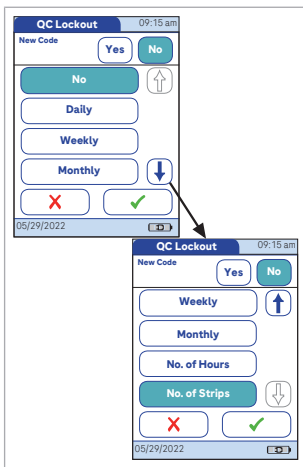 QC Lockout 09:15 am
New Code
Yes No
No
Daily
Weekly
Monthly
05/29/2022
QC Lockout 09:15 am
New Code
Yes No
Weekly
Monthly
No. of Hours
No. of Strips
05/29/2022